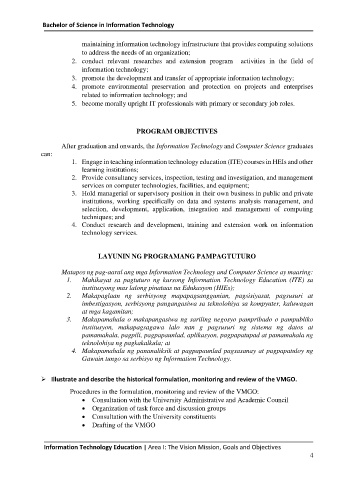 Bachelor of Science in Information Technology
maintaining information technology infrastructure that provides computing solutions
to address the needs of an organization;
2. conduct relevant researches and extension program activities in the field of
information technology;
3. promote the development and transfer of appropriate information technology;
4. promote environmental preservation and protection on projects and enterprises
related to information technology; and
5. become morally upright IT professionals with primary or secondary job roles.
PROGRAM OBJECTIVES
After graduation and onwards, the Information Technology and Computer Science graduates
can:
1. Engage in teaching information technology education (ITE) courses in HEIs and other
learning institutions;
2. Provide consultancy services, inspection, testing and investigation, and management
services on computer technologies, facilities, and equipment;
3. Hold managerial or supervisory position in their own business in public and private
institutions, working specifically on data and systems analysis management, and
selection, development, application, integration and management of computing
techniques; and
4. Conduct research and development, training and extension work on information
technology services.
LAYUNIN NG PROGRAMANG PAMPAGTUTURO
Matapos ng pag-aaral ang mga Information Technology and Computer Science ay maaring:
1. Mahikayat sa pagtuturo ng kursong Information Technology Education (ITE) sa
institusyong mas lalong pinataas na Edukasyon (HIEs);
2. Makapaglaan ng serbisyong mapapagsanggunian, pagsisiyasat, pagsusuri at
imbestigasyon, serbisyong pangangasiwa sa teknolohiya sa kompyuter, kaluwagan
at mga kagamitan;
3. Makapamahala o makapangasiwa ng sariling negosyo pampribado o pampubliko
institusyon, makapagsagawa lalo nan g pagsusuri ng sistema ng datos at
pamamahala, pagpili, pagpapaunlad, aplikasyon, pagpapatupad at pamamahala ng
teknolohiya ng pagkakalkula; at
4. Makapamahala ng pananaliksik at pagpapaunlad pagsasanay at pagpapatuloy ng
Gawain tungo sa serbisyo ng Information Technology.
➢ Illustrate and describe the historical formulation, monitoring and review of the VMGO.
Procedures in the formulation, monitoring and review of the VMGO:
• Consultation with the University Administrative and Academic Council
• Organization of task force and discussion groups
• Consultation with the University constituents
• Drafting of the VMGO
Information Technology Education | Area I: The Vision Mission, Goals and Objectives
4